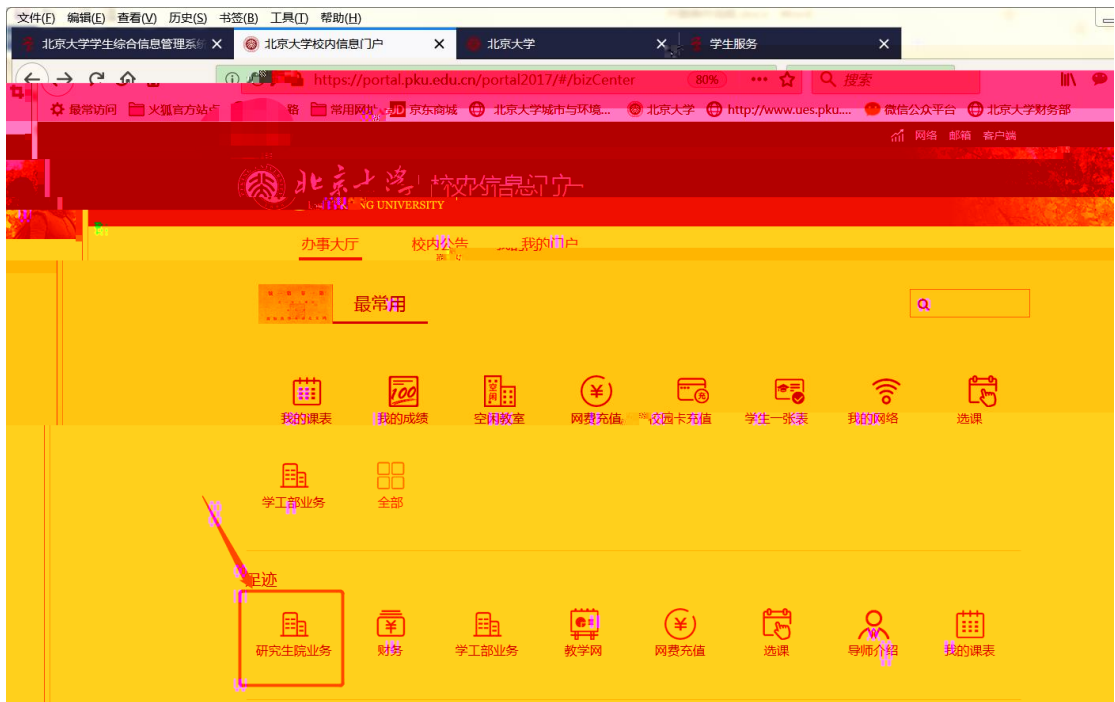 文件(F) 编辑(E) 查看(V) 历史(S) 书签(B) 工具(T) 帮助(H)
北京大学学生综合信息管理系统 北京大学校内信息门户 北京大学 学生服务
https://portal.pku.edu.cn/portal2017/#/bizCenter 80% 搜索
最常访问 火狐官方站点 常用网址 JD 京东商城 北京大学城市与环境... 北京大学 http://www.ues.pku.... 微信公众平台 北京大学财务部
网络 邮箱 客户端
北京大学 校内信息门户
NG UNIVERSITY
办事大厅 校内公告 我的门户
最常用
我的课表 我的成绩 空闲教室 网费充值 校园卡充值 学生一张表 我的网络 选课
学工部业务 全部
足迹
研究生院业务 财务 学工部业务 教学网 网费充值 选课 导师介绍 我的课表